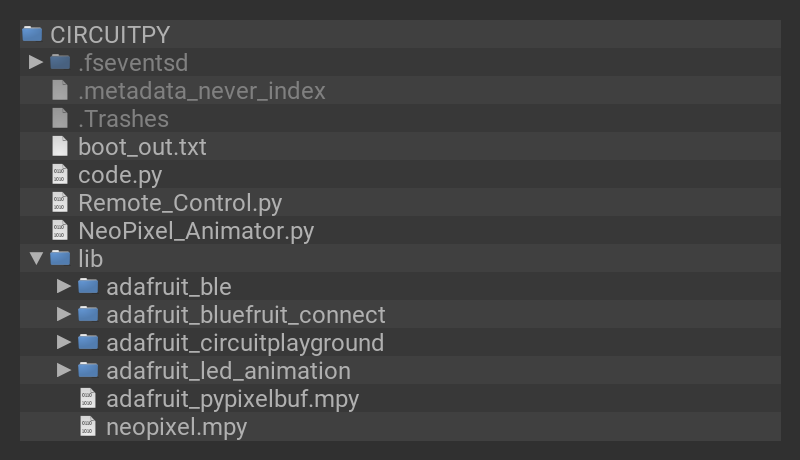 CIRCUITPY
.fseventsd
.metadata_never_index
.Trashes
boot_out.txt
code.py
Remote_Control.py
NeoPixel_Animator.py
lib
adafruit_ble
adafruit_bluefruit_connect
adafruit_circuitplayground
adafruit_led_animation
adafruit_pypixelbuf.mpy
neopixel.mpy